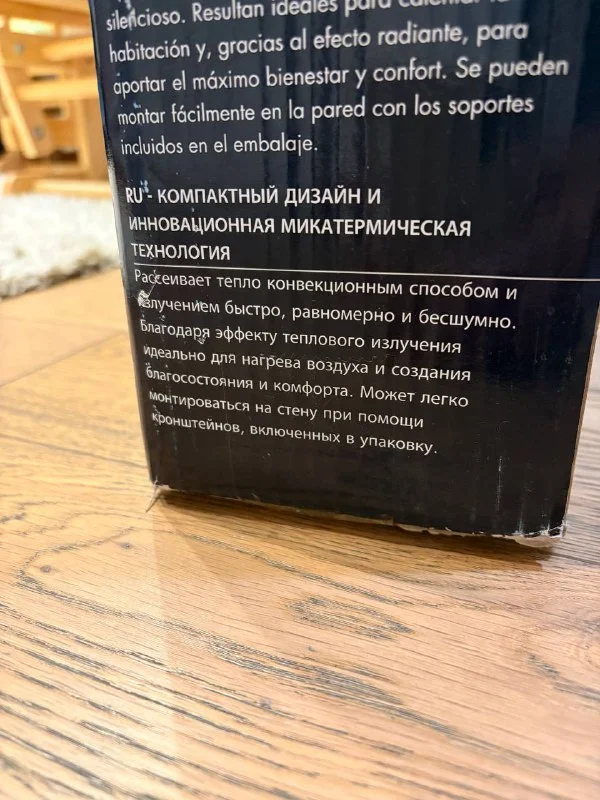 silencioso. Resultan ideales para calentar
habitación y, gracias al efecto radiante, para
aportar el máximo bienestar y confort. Se pueden
montar fácilmente en la pared con los soportes
incluidos en el embalaje.
RU - КОМПАКТНЫЙ ДИЗАЙН И
ИННОВАЦИОННАЯ МИКАТЕРМИЧЕСКАЯ
ТЕХНОЛОГИЯ
Рассеивает тепло конвекционным способом и
излучением быстро, равномерно и бесшумно.
Благодаря эффекту теплового излучения
идеально для нагрева воздуха и создания
благосостояния и комфорта. Может легко
монтироваться на стену при помощи
кронштейнов, включенных в упаковку.